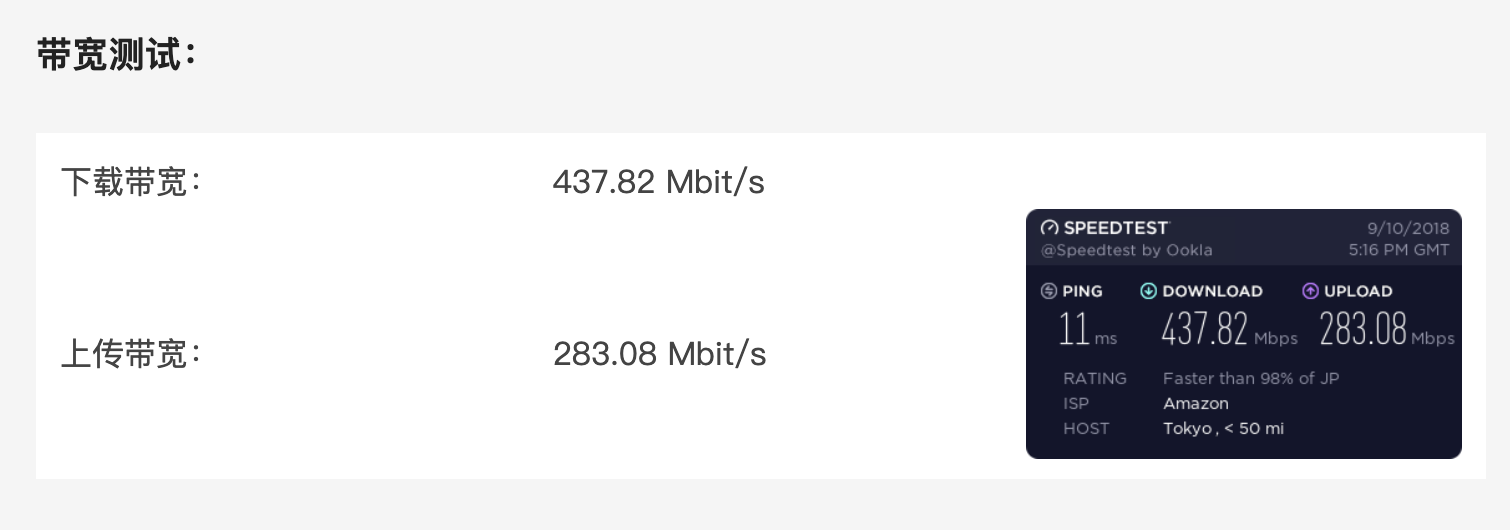 带宽测试：
下载带宽： 437.82 Mbit/s
SPEEDTEST 9/10/2018
@Speedtest by Ookla 5:16 PM GMT
PING DOWNLOAD UPLOAD
11 ms 437.82 Mbps 283.08 Mbps
上传带宽： 283.08 Mbit/s
RATING Faster than 98% of JP
ISP Amazon
HOST Tokyo , < 50 mi